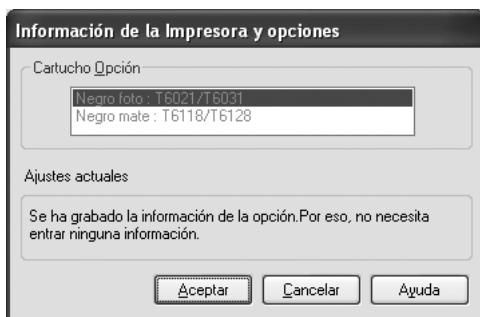 Información de la Impresora y opciones
Cartucho Opción
Negro foto : T6021/T6031
Negro mate : T6118/T6128
Ajustes actuales
Se ha grabado la información de la opción.Por eso, no necesita
entrar ninguna información.
Aceptar Cancelar Ayuda